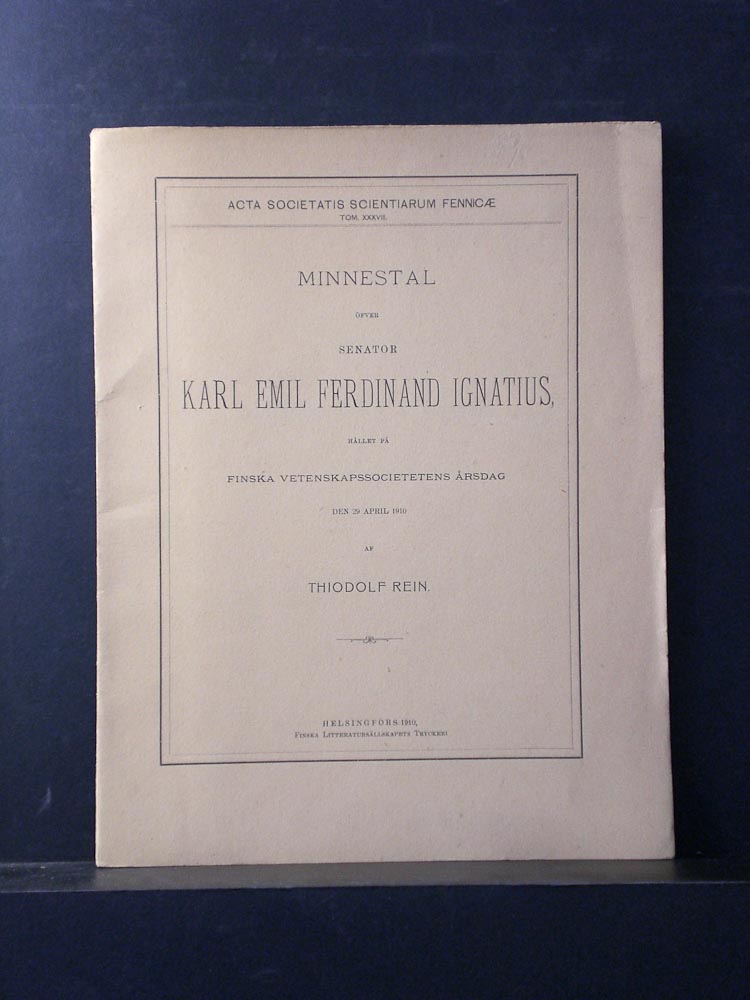 ACTA SOCIETATIS SCIENTIARUM FENNICÆ
TOM. XXXVII.
MINNESTAL
ÖFVER
SENATOR
KARL EMIL FERDINAND IGNATIUS,
HÅLLET PÅ
FINSKA VETENSKAPSSOCIETETENS ÅRSDAG
DEN 29 APRIL 1910
AF
THIODOLF REIN.
HELSINGFORS 1910,
FINSKA LITTERATURSÄLLSKAPETS TRYCKERI